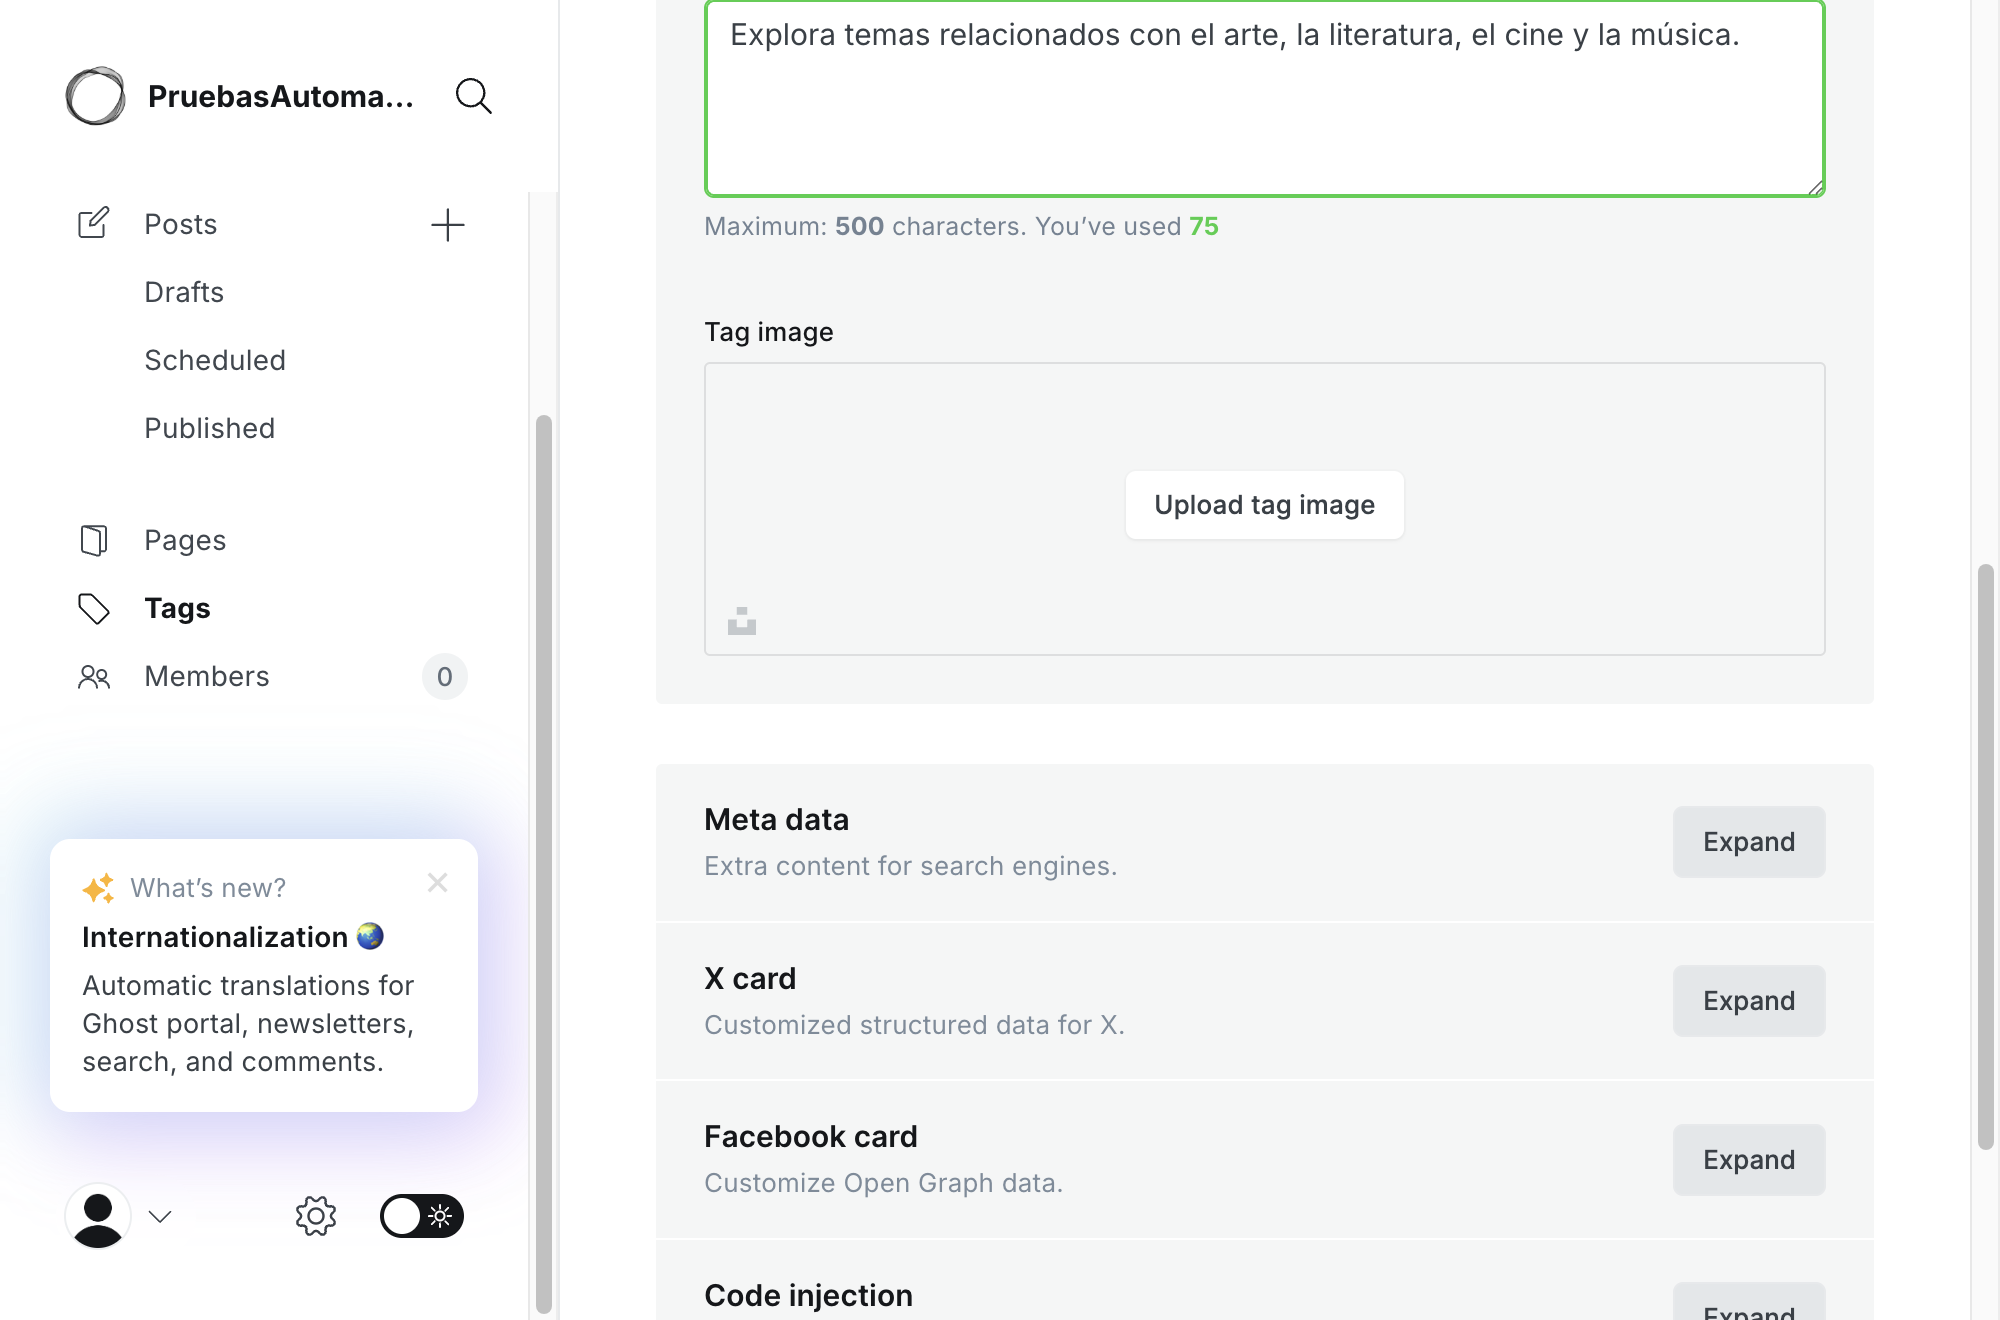 PruebasAutoma...
Posts
Drafts
Scheduled
Published
Pages
Tags
Members
0
What’s new?
Internationalization
Automatic translations for
Ghost portal, newsletters,
search, and comments.
Explora temas relacionados con el arte, la literatura, el cine y la música.
Maximum: 500 characters. You’ve used 75
Tag image
Upload tag image
Meta data
Extra content for search engines.
Expand
X card
Customized structured data for X.
Expand
Facebook card
Customize Open Graph data.
Expand
Code injection
Expand